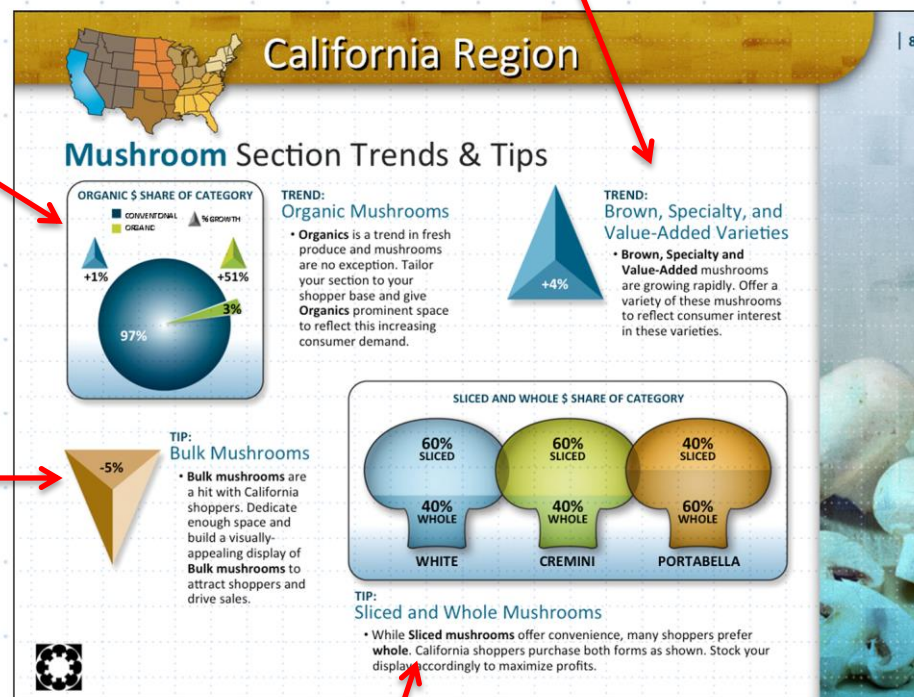 California Region
| 8
Mushroom Section Trends & Tips
ORGANIC $ SHARE OF CATEGORY
CONVENTIONAL
ORGANIC
% GROWTH
+1%
+51%
3%
97%
TREND:
Organic Mushrooms
• Organics is a trend in fresh
produce and mushrooms
are no exception. Tailor
your section to your
shopper base and give
Organics prominent space
to reflect this increasing
consumer demand.
+4%
TREND:
Brown, Specialty, and
Value-Added Varieties
• Brown, Specialty and
Value-Added mushrooms
are growing rapidly. Offer a
variety of these mushrooms
to reflect consumer interest
in these varieties.
-5%
TIP:
Bulk Mushrooms
• Bulk mushrooms are
a hit with California
shoppers. Dedicate
enough space and
build a visually-
appealing display of
Bulk mushrooms to
attract shoppers and
drive sales.
SLICED AND WHOLE $ SHARE OF CATEGORY
60%
SLICED
40%
WHOLE
WHITE
60%
SLICED
40%
WHOLE
CREMINI
40%
SLICED
60%
WHOLE
PORTABELLA
TIP:
Sliced and Whole Mushrooms
• While Sliced mushrooms offer convenience, many shoppers prefer
whole. California shoppers purchase both forms as shown. Stock your
display accordingly to maximize profits.